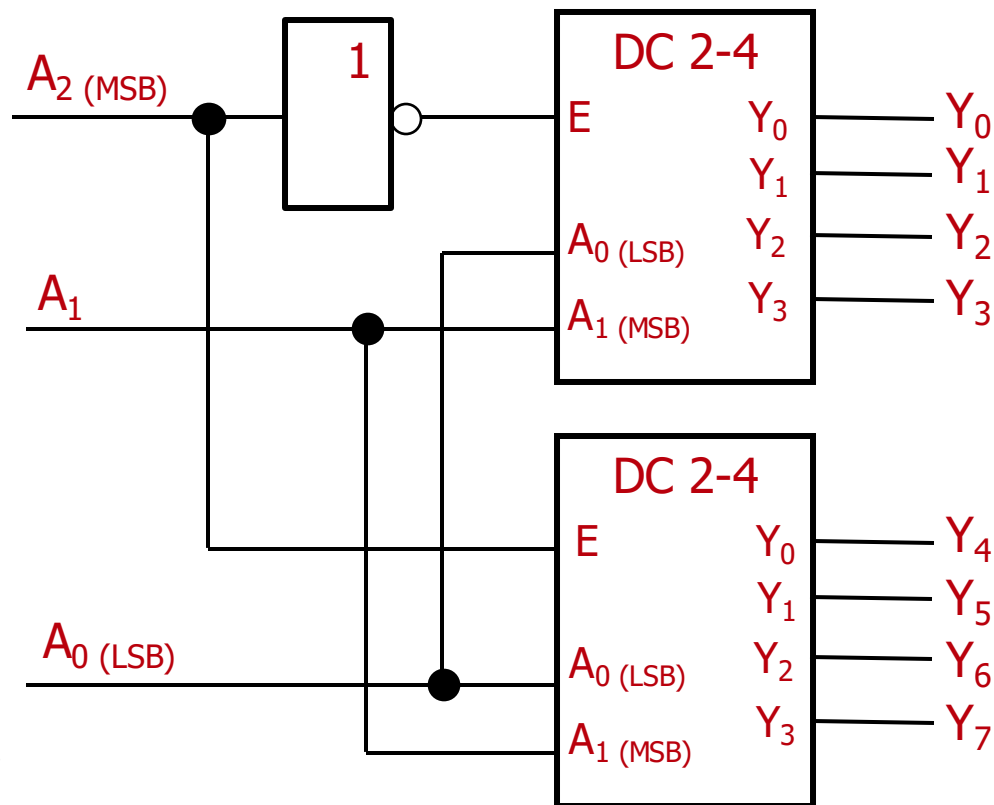 A2 (MSB)
1
DC 2-4
E
Y0
Y0
Y1
Y1
A0 (LSB)
Y2
Y2
A1
A1 (MSB)
Y3
Y3
DC 2-4
E
Y0
Y4
Y1
Y5
A0 (LSB)
A0 (LSB)
Y2
Y6
A1 (MSB)
Y3
Y7